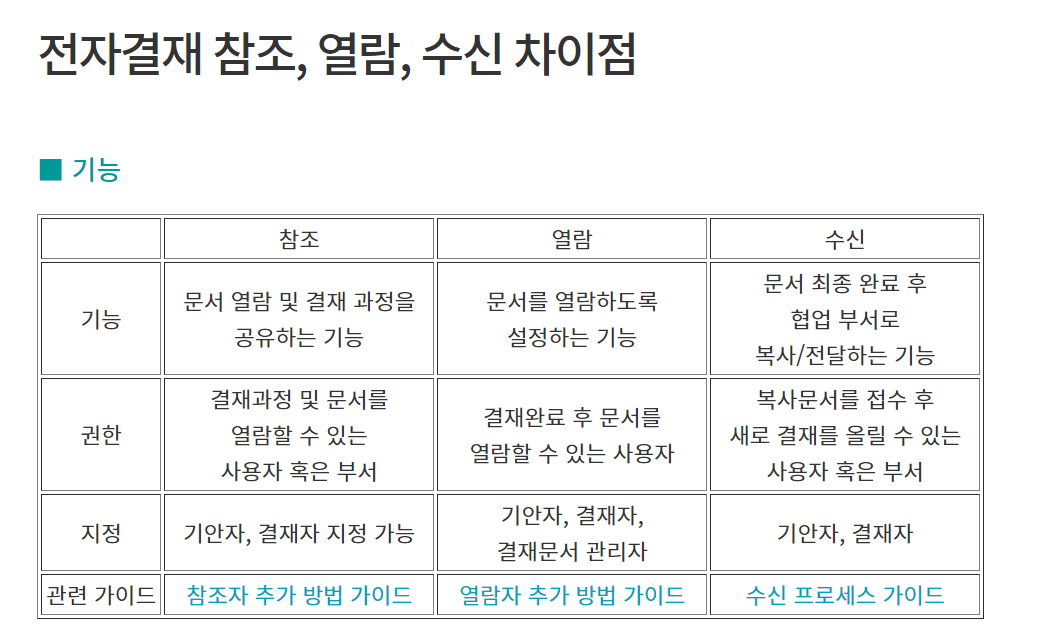 전자결재 참조, 열람, 수신 차이점
■ 기능
참조 열람 수신
기능
문서 열람 및 결재 과정을
공유하는 기능
문서를 열람하도록
설정하는 기능
문서 최종 완료 후
협업 부서로
복사/전달하는 기능
권한
결재과정 및 문서를
열람할 수 있는
사용자 혹은 부서
결재완료 후 문서를
열람할 수 있는 사용자
복사문서를 접수 후
새로 결재를 올릴 수 있는
사용자 혹은 부서
지정
기안자, 결재자 지정 가능
기안자, 결재자,
결재문서 관리자
기안자, 결재자
관련 가이드 참조자 추가 방법 가이드 열람자 추가 방법 가이드 수신 프로세스 가이드